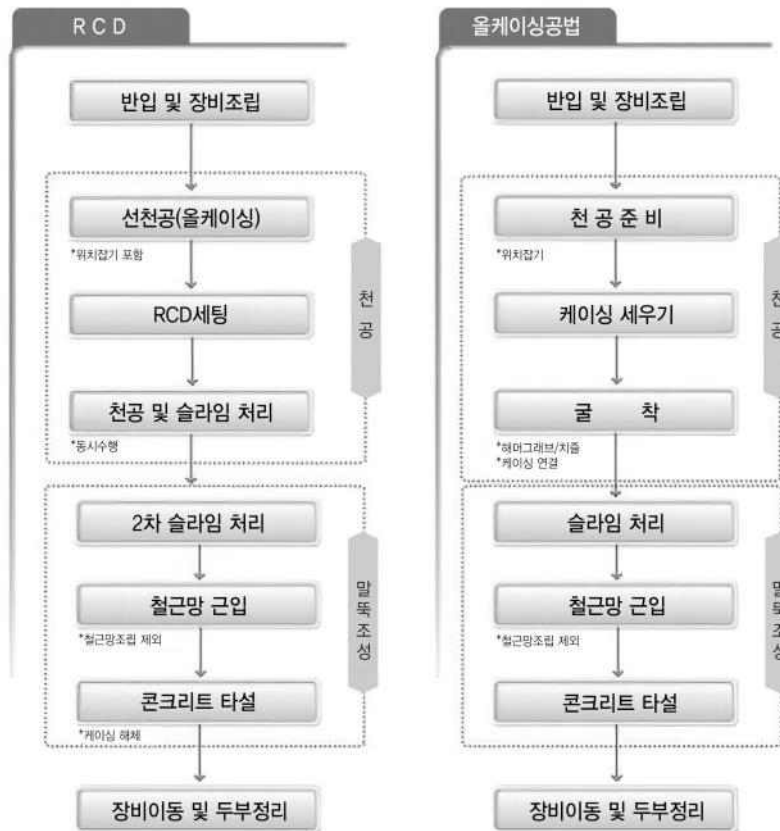 RCD
반입 및 장비조립
선천공(올케이싱)
*위치잡기 포함
RCD세팅
천공 및 슬라임 처리
*동시수행
천공
2차 슬라임 처리
철근망 근입
*철근망조립 제외
콘크리트 타설
*케이싱 해체
말뚝조성
장비이동 및 두부정리
올케이싱공법
반입 및 장비조립
천공준비
*위치잡기
케이싱 세우기
굴 착
*해머그래브/치즐
*케이싱 연결
천공
슬라임 처리
철근망 근입
*철근망조립 제외
콘크리트 타설
말뚝조성
장비이동 및 두부정리